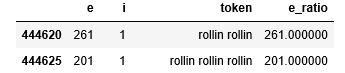 e i token e_ratio
444620 261 1 rollin rollin 261.000000
444625 201 1 rollin rollin rollin 201.000000